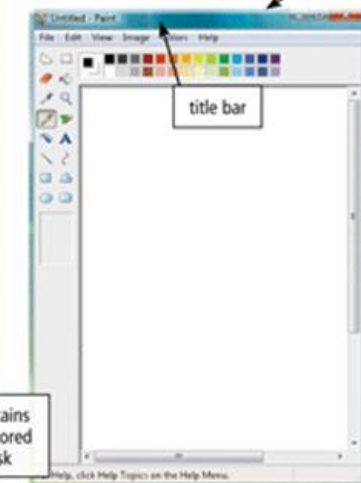 Untitled - Paint
File Edit View Image Colors Help
title bar
A
tains
ored
sk
Help, click Help Topics on the Help Menu.